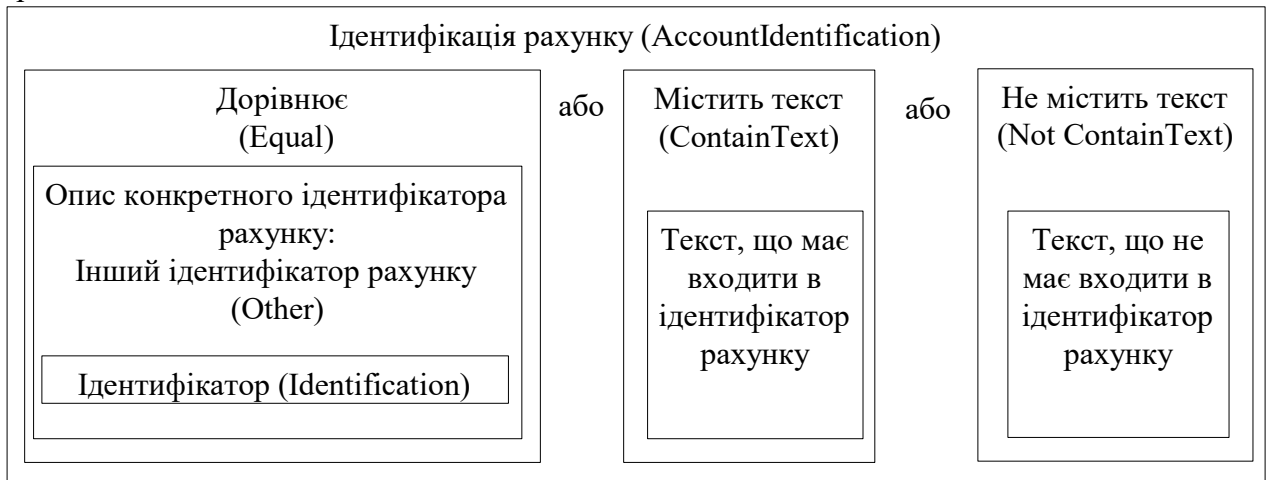 Ідентифікація рахунку (AccountIdentification)
Дорівнює
(Equal)
Опис конкретного ідентифікатора
рахунку:
Інший ідентифікатор рахунку
(Other)
Ідентифікатор (Identification)
або
Містить текст
(ContainText)
Текст, що має
входити в
ідентифікатор
рахунку
або
Не містить текст
(Not ContainText)
Текст, що не
має входити в
ідентифікатор
рахунку